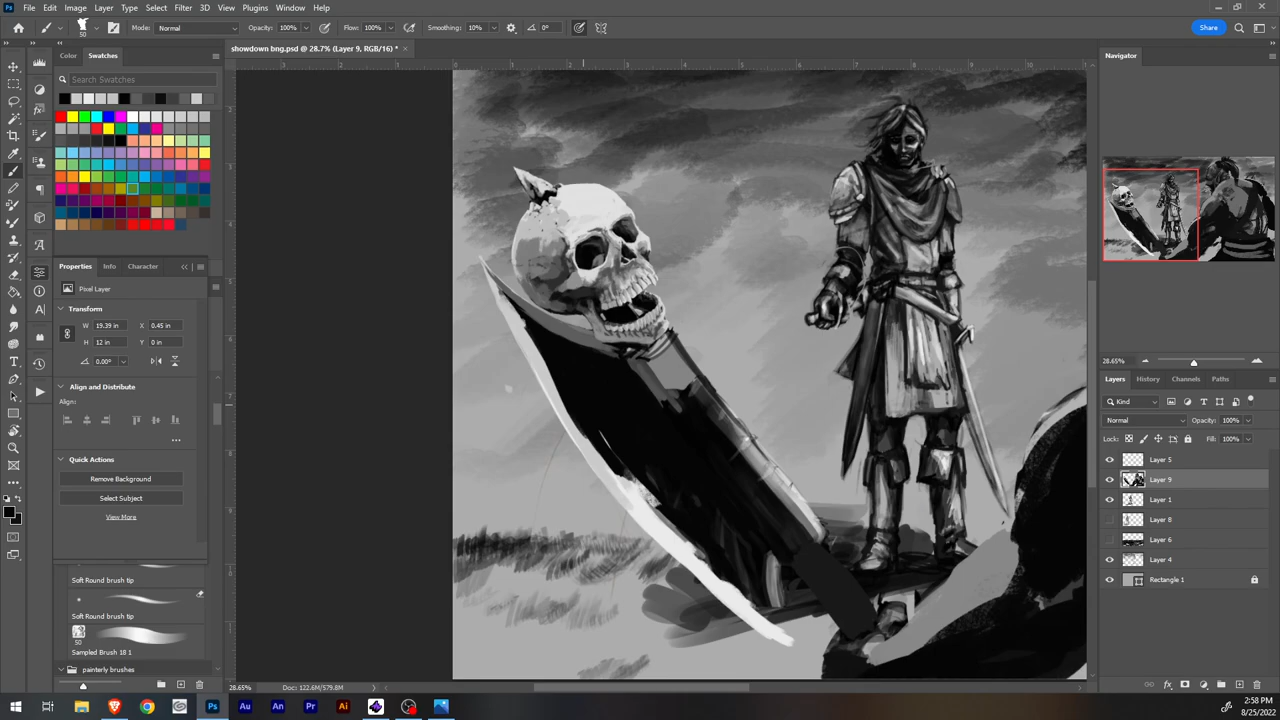 File Edit Image Layer Type Select Filter 3D View Plugins Window Help
50 Mode: Normal Opacity: 100% Flow: 100% Smoothing: 10% 0° Share
Color Swatches
showdown bng.psd @ 28.7% (Layer 9, RGB/16) *
Navigator
Search Swatches
Properties Info Character
Pixel Layer
Transform
W 19.39 in X 0.45 in
H 12 in Y 0 in
0.00°
28.65%
Layers History Channels Paths
Align and Distribute
Align:
Kind
Normal Opacity: 100%
Lock: Fill: 100%
Quick Actions
Layer 5
Remove Background
Layer 9
Select Subject
Layer 1
View More
Layer 8
Layer 6
Layer 4
Rectangle 1
Soft Round brush tip
Soft Round brush tip
50
Sampled Brush 18 1
painterly brushes
28.65% Doc: 122.6M/579.8M
2:58 PM
8/25/2022